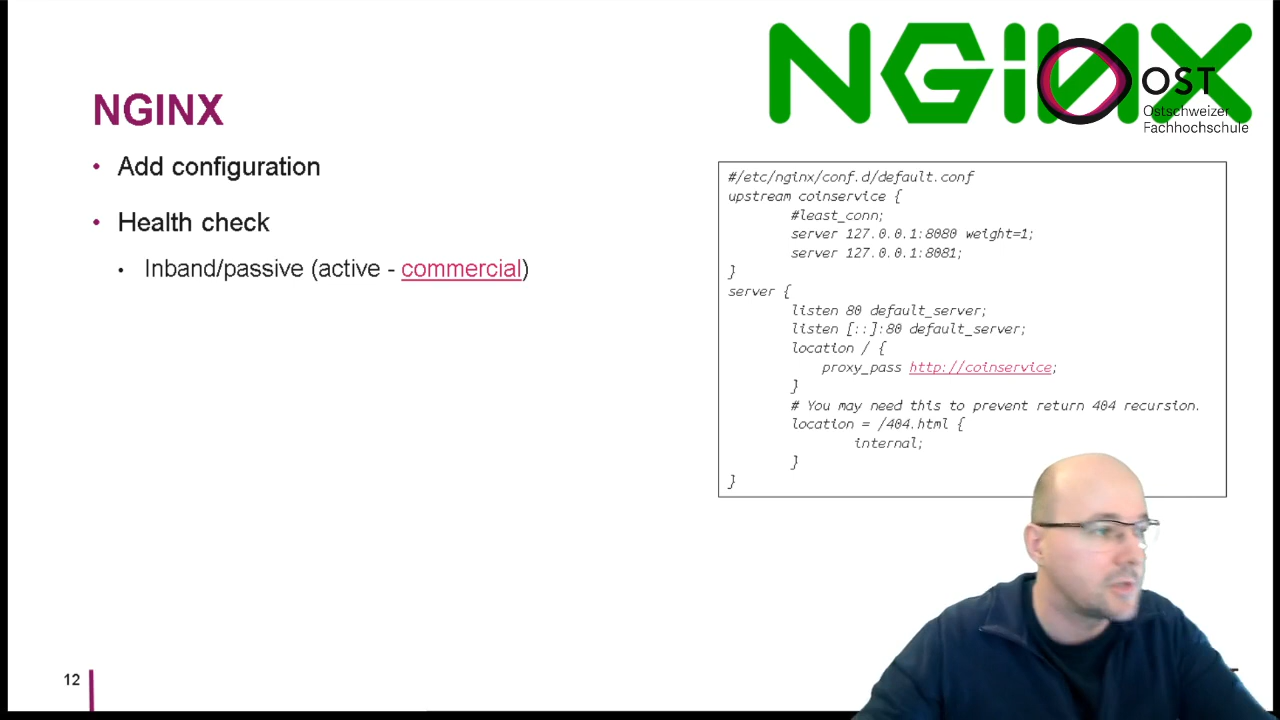 NGINX
OST
Ostschweizer
Fachhochschule
NGINX
• Add configuration
• Health check
• Inband/passive (active - commercial)
#/etc/nginx/conf.d/default.conf
upstream coinservice {
#least_conn;
server 127.0.0.1:8080 weight=1;
server 127.0.0.1:8081;
}
server {
listen 80 default_server;
listen [::]:80 default_server;
location / {
proxy_pass http://coinservice;
}
# You may need this to prevent return 404 recursion.
location = /404.html {
internal;
}
}
12